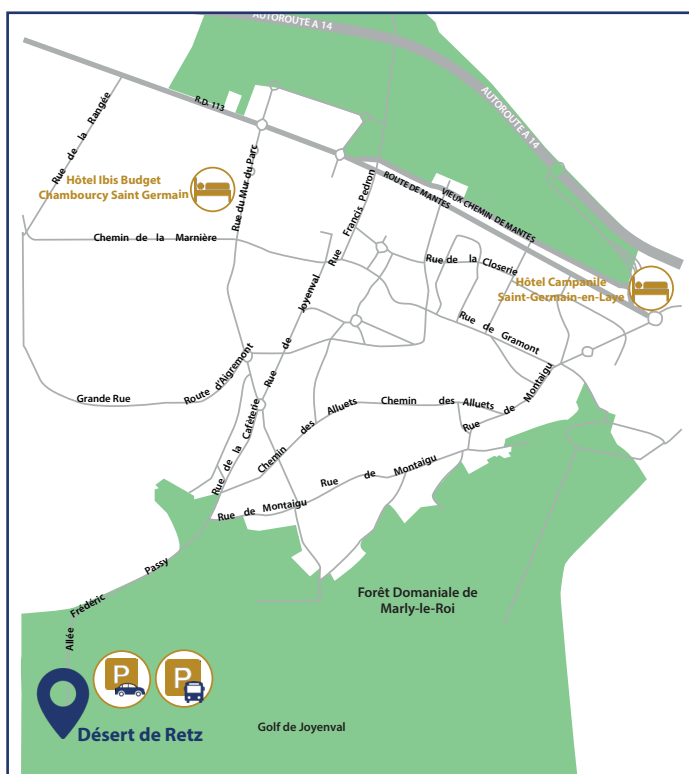 AUTOROUTE A 14
AUTOROUTE A 14
R.D. 113
Rue de la Rangée
Hôtel Ibis Budget
Chambourcy Saint Germain
Rue du Mur du Parc
Rue Francis Pedron
ROUTE DE MANTES
VIEUX CHEMIN DE MANTES
Chemin de la Marnière
Rue de la Closerie
Hôtel Campanile
Saint-Germain-en-Laye
Rue de Joyenval
Rue de Gramont
Grande Rue
Route d'Aigremont
Rue de Montaigu
Chemin des Alluets
Chemin des Alluets
Rue de la Cafèterie
Rue de Montaigu
Rue de Montaigu
Allée Frédéric Passy
Forêt Domaniale de
Marly-le-Roi
P
P
Désert de Retz
Golf de Joyenval